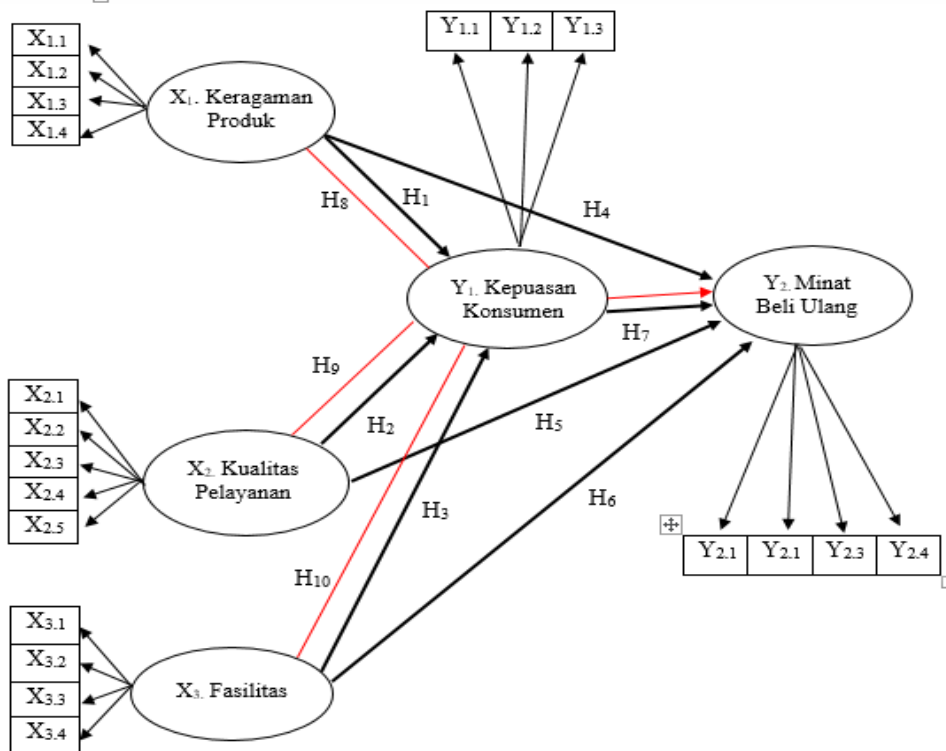 X1.1
X1.2
X1.3
X1.4
X1. Keragaman
Produk
Y1.1 Y1.2 Y1.3
H8
H1
H4
Y1. Kepuasan
Konsumen
Y2. Minat
Beli Ulang
H7
H9
H2
H5
X2.1
X2.2
X2.3
X2.4
X2.5
X2. Kualitas
Pelayanan
H3
H6
Y2.1 Y2.1 Y2.3 Y2.4
H10
X3.1
X3.2
X3.3
X3.4
X3. Fasilitas